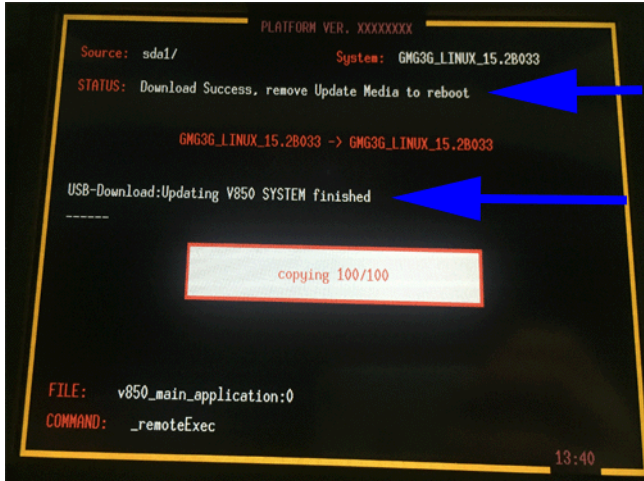 PLATFORM VER. XXXXXXXX
Source: sda1/ System: GMG3G_LINUX_15.2B033
STATUS: Download Success, remove Update Media to reboot
GMG3G_LINUX_15.2B033 -> GMG3G_LINUX_15.2B033
USB-Download:Updating V850 SYSTEM finished
------
copying 100/100
FILE: v850_main_application:0
COMMAND: _remoteExec
13:40